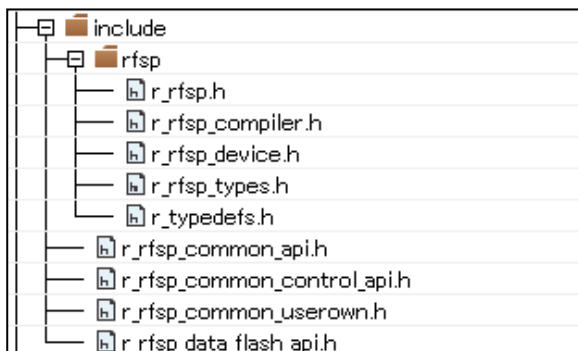 include
rfsp
r_rfsp.h
r_rfsp_compiler.h
r_rfsp_device.h
r_rfsp_types.h
r_typedefs.h
r_rfsp_common_api.h
r_rfsp_common_control_api.h
r_rfsp_common_userown.h
r_rfsp_data_flash_api.h